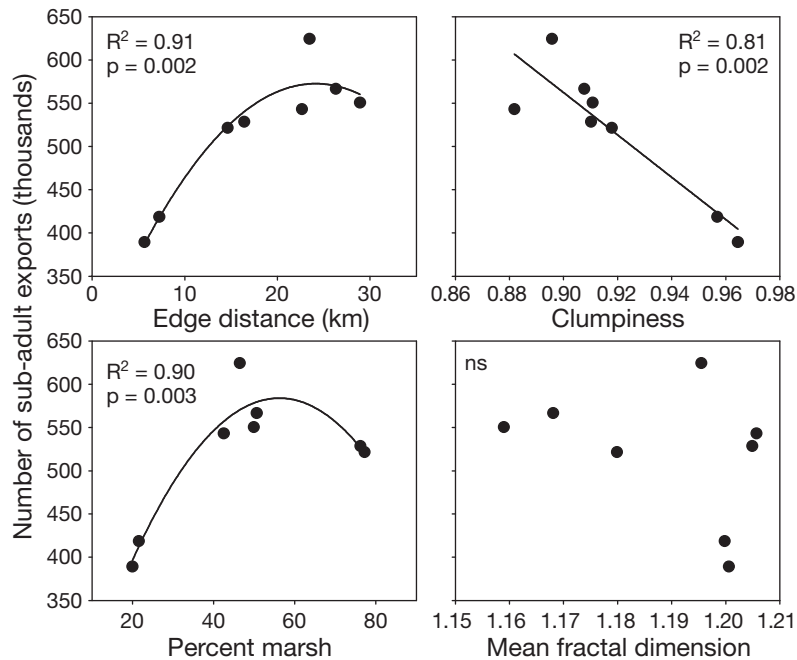 Number of sub-adult exports (thousands)
650
600
550
500
450
400
350
R² = 0.91
p = 0.002
0 10 20 30
Edge distance (km)
R² = 0.81
p = 0.002
0.86 0.88 0.90 0.92 0.94 0.96 0.98
Clumpiness
650
600
550
500
450
400
350
R² = 0.90
p = 0.003
20 40 60 80
Percent marsh
ns
1.15 1.16 1.17 1.18 1.19 1.20 1.21
Mean fractal dimension